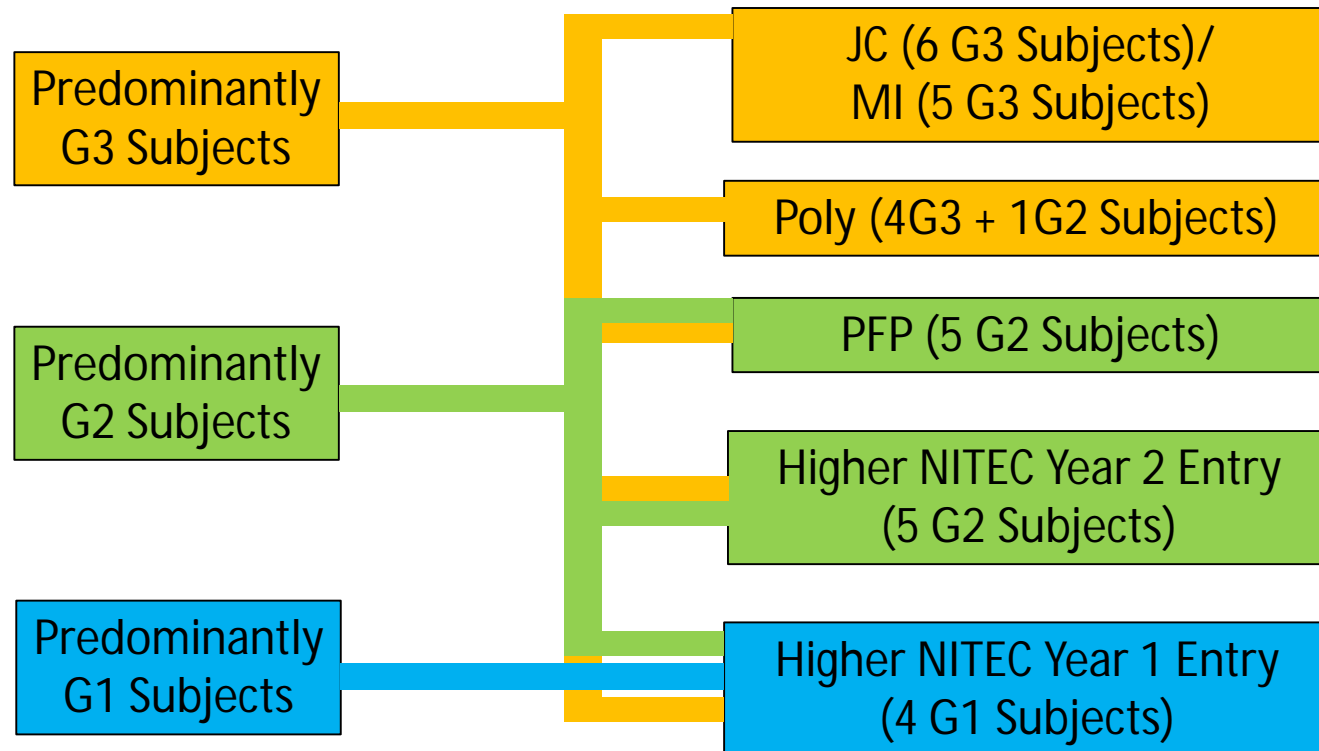 Predominantly
G3 Subjects
JC (6 G3 Subjects)/
MI (5 G3 Subjects)
Poly (4G3 + 1G2 Subjects)
Predominantly
G2 Subjects
PFP (5 G2 Subjects)
Higher NITEC Year 2 Entry
(5 G2 Subjects)
Predominantly
G1 Subjects
Higher NITEC Year 1 Entry
(4 G1 Subjects)